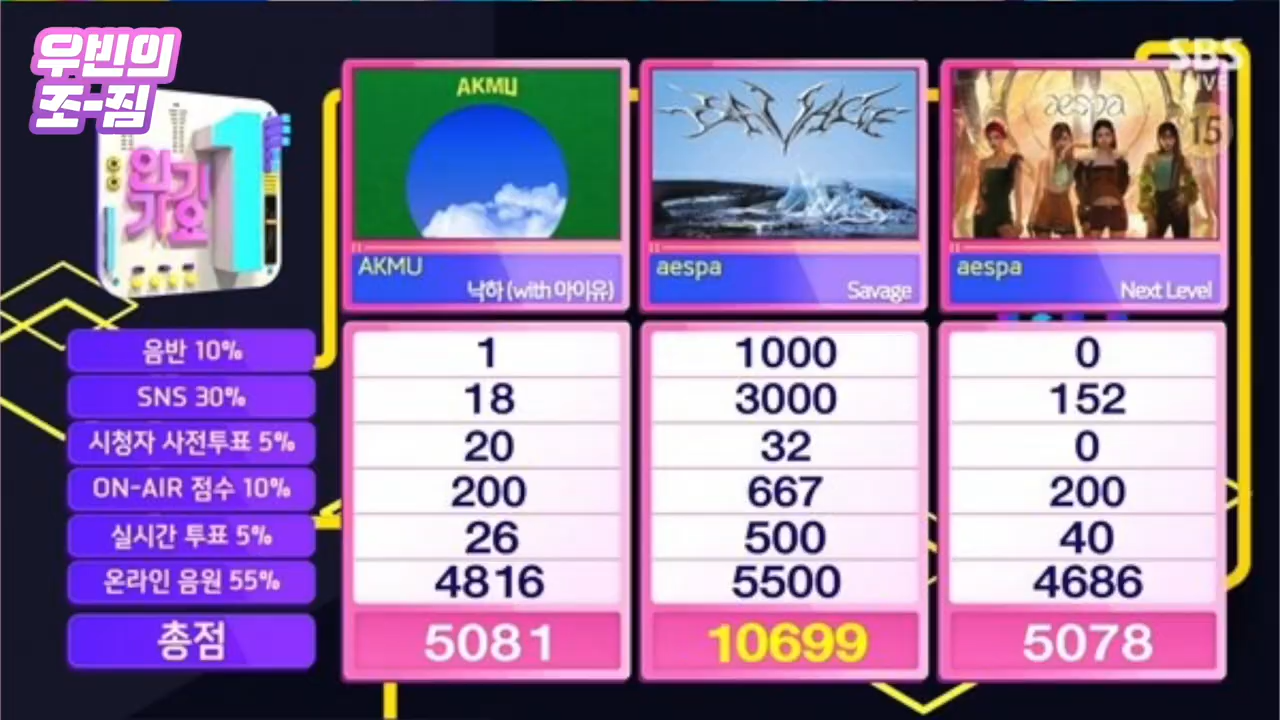 우빈의
조-짐
인기
가요
1
SBS
LIVE
15
AKMU
SAVAGE
aespa
AKMU
낙하 (with 아이유)
aespa
Savage
aespa
Next Level
음반 10% 1 1000 0
SNS 30% 18 3000 152
시청자 사전투표 5% 20 32 0
ON-AIR 점수 10% 200 667 200
실시간 투표 5% 26 500 40
온라인 음원 55% 4816 5500 4686
총점 5081 10699 5078